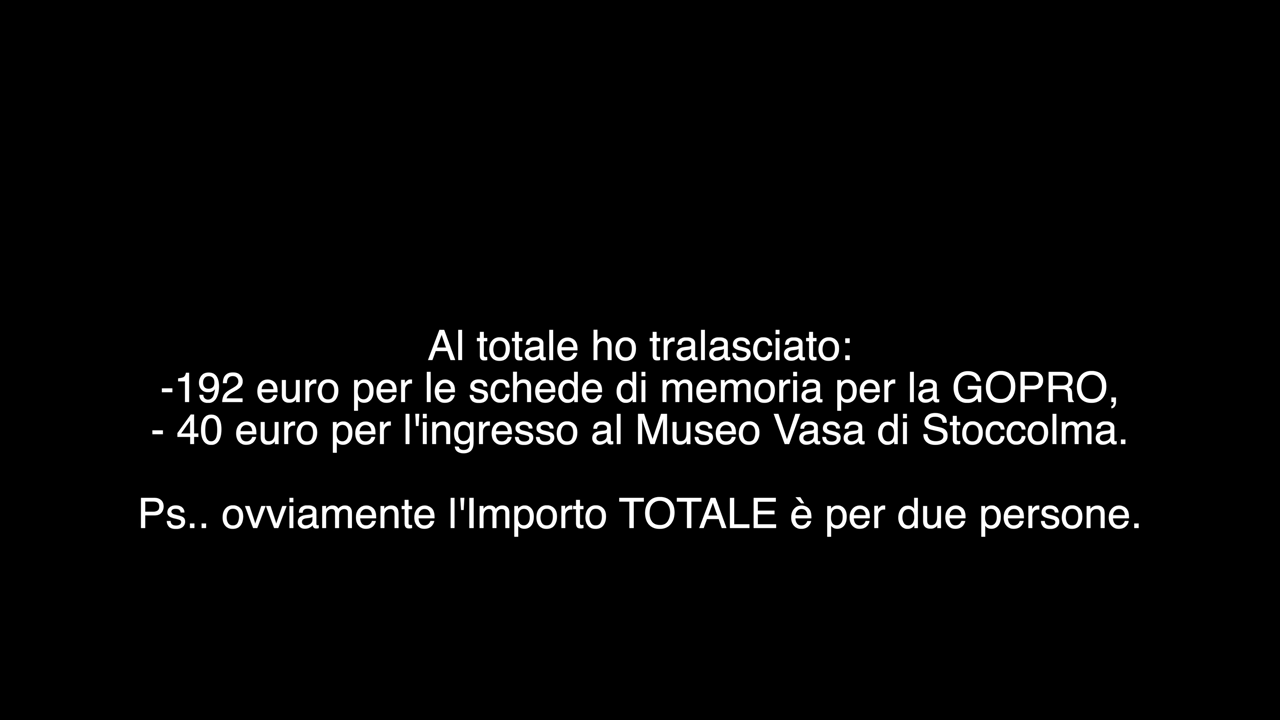 Al totale ho tralasciato:
-192 euro per le schede di memoria per la GOPRO,
- 40 euro per l'ingresso al Museo Vasa di Stoccolma.
Ps.. ovviamente l'Importo TOTALE è per due persone.